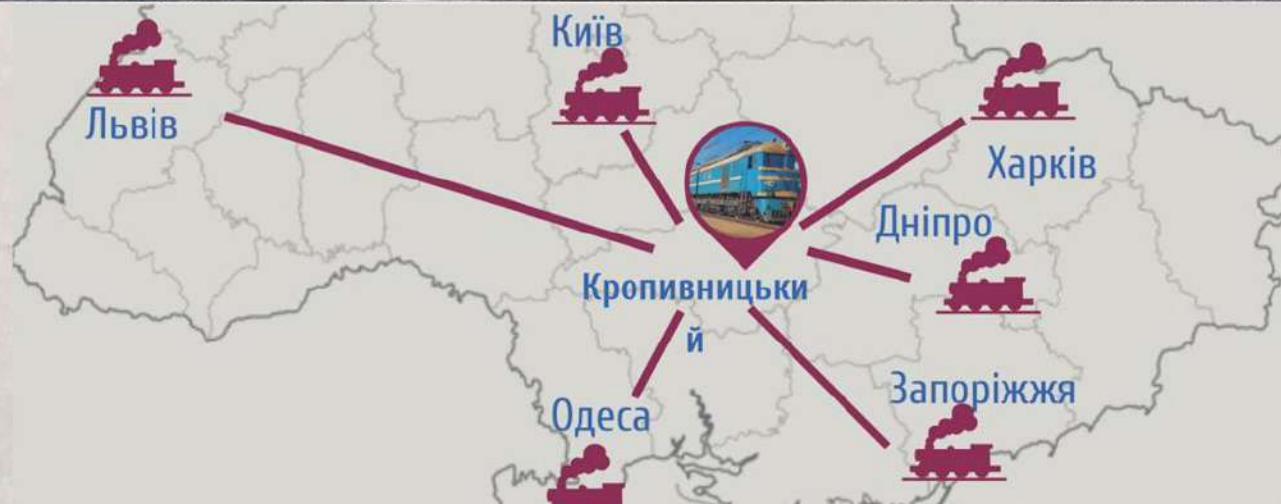 Київ
Львів
Харків
Дніпро
Кропивницьки
й
Запоріжжя
Одеса